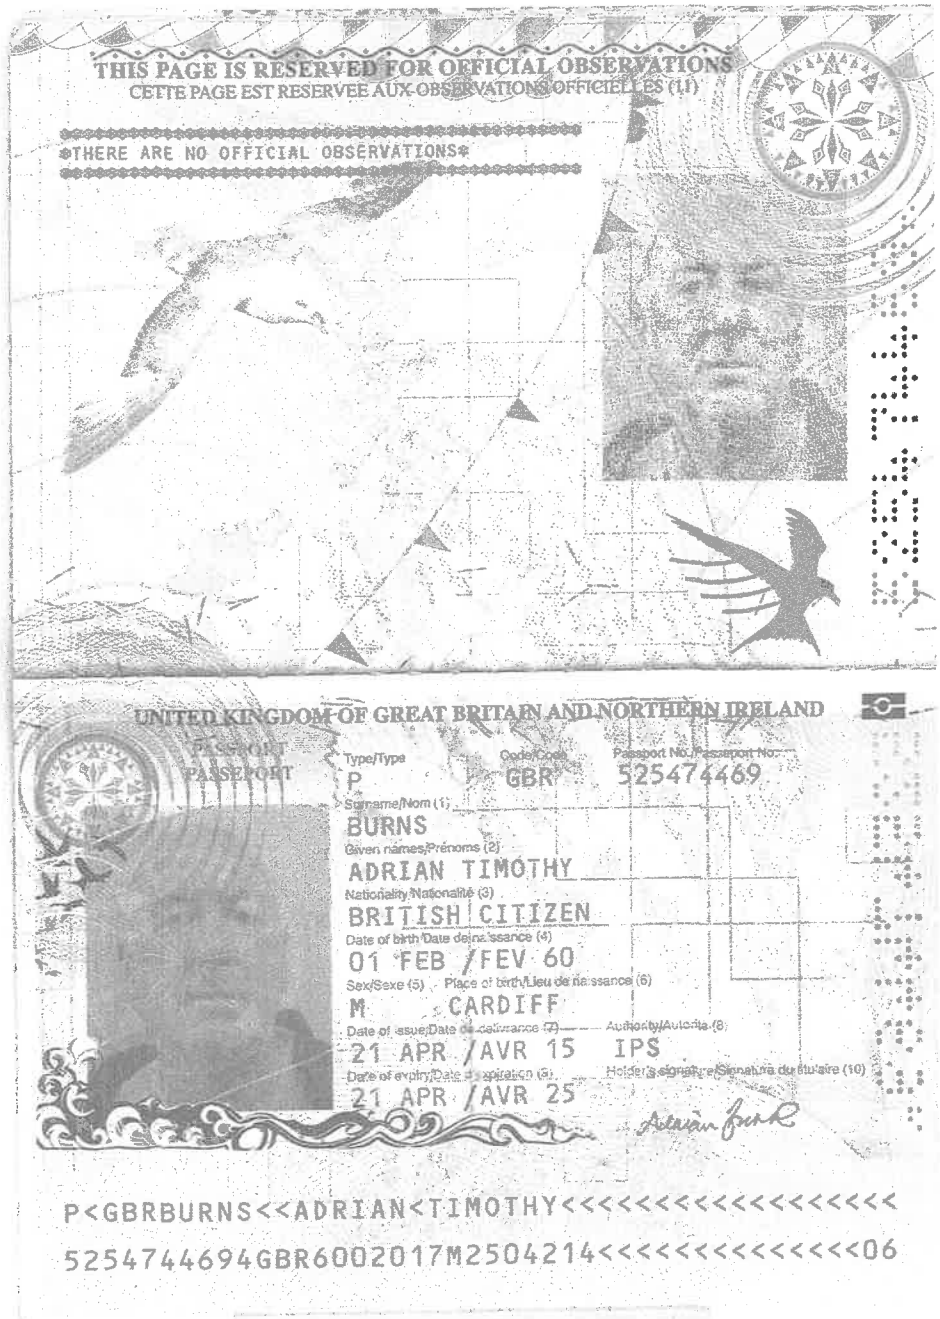 THIS PAGE IS RESERVED FOR OFFICIAL OBSERVATIONS
CETTE PAGE EST RESERVEE AUX OBSERVATIONS OFFICIELLES (11)
*THERE ARE NO OFFICIAL OBSERVATIONS*
UNITED KINGDOM OF GREAT BRITAIN AND NORTHERN IRELAND
PASSPORT
PASSEPORT
Type/Type Code/Code Passport No./Passeport No.
P GBR 525474469
Surname/Nom (1)
BURNS
Given names/Prénoms (2)
ADRIAN TIMOTHY
Nationality/Nationalité (3)
BRITISH CITIZEN
Date of birth/Date de naissance (4)
01 FEB /FEV 60
Sex/Sexe (5) Place of birth/Lieu de naissance (6)
M CARDIFF
Date of issue/Date de délivrance (7) Authority/Autorité (8)
21 APR /AVR 15 IPS
Date of expiry/Date d'expiration (9) Holder's signature/Signature du titulaire (10)
21 APR /AVR 25
P<GBRBURNS<<ADRIAN<TIMOTHY<<<<<<<<<<<<<<<<<<
5254744694GBR6002017M2504214<<<<<<<<<<<<<<06